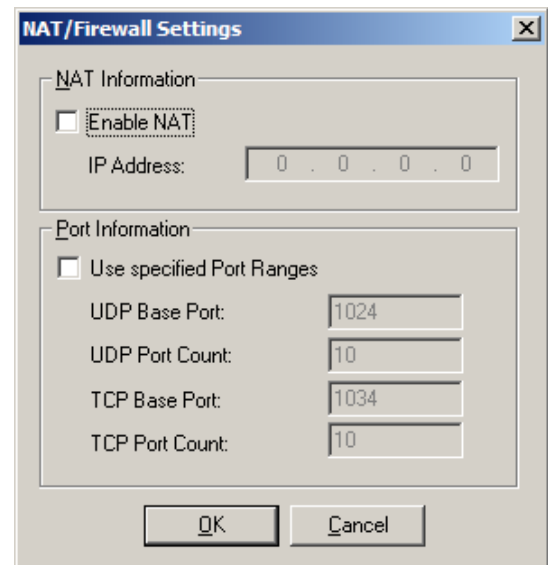 NAT/Firewall Settings
NAT Information
Enable NAT
IP Address: 0 . 0 . 0 . 0
Port Information
Use specified Port Ranges
UDP Base Port: 1024
UDP Port Count: 10
TCP Base Port: 1034
TCP Port Count: 10
OK Cancel